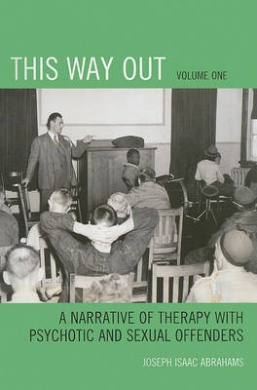 THIS WAY OUT VOLUME ONE
A NARRATIVE OF THERAPY WITH
PSYCHOTIC AND SEXUAL OFFENDERS
JOSEPH ISAAC ABRAHAMS